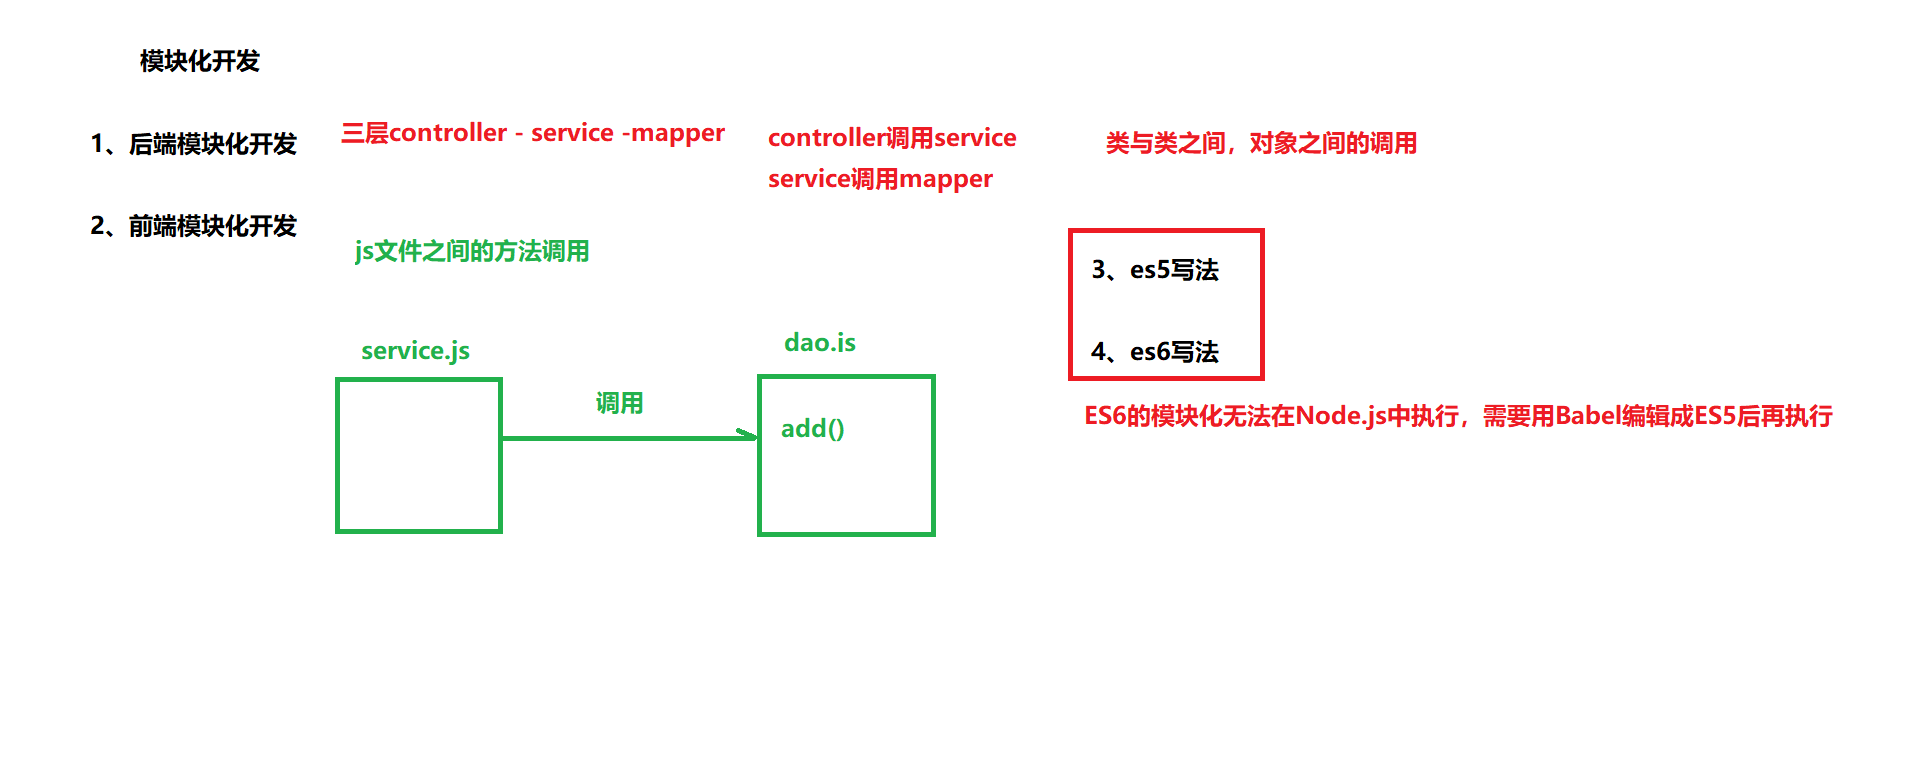 模块化开发
1、后端模块化开发
三层controller - service -mapper
controller调用service
service调用mapper
类与类之间，对象之间的调用
2、前端模块化开发
js文件之间的方法调用
3、es5写法
4、es6写法
ES6的模块化无法在Node.js中执行，需要用Babel编辑成ES5后再执行
service.js
dao.is
调用
add()